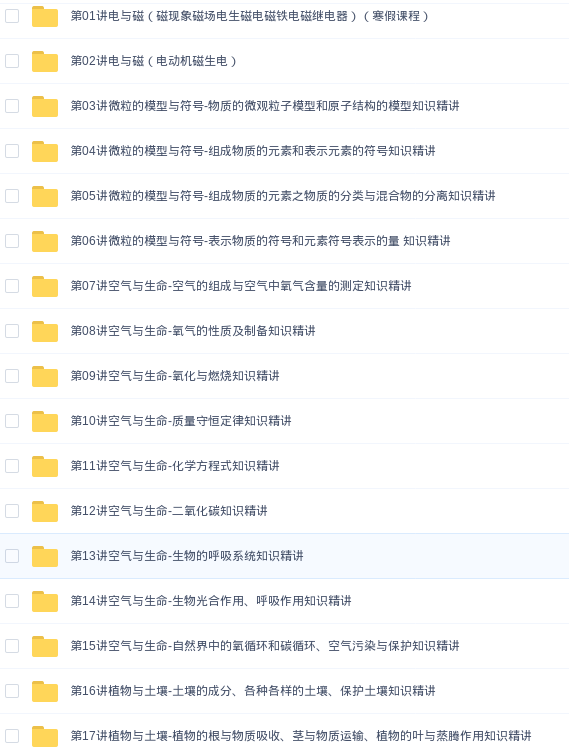 第01讲电与磁（磁现象磁场电生磁电磁铁电磁继电器）（寒假课程）
第02讲电与磁（电动机磁生电）
第03讲微粒的模型与符号-物质的微观粒子模型和原子结构的模型知识精讲
第04讲微粒的模型与符号-组成物质的元素和表示元素的符号知识精讲
第05讲微粒的模型与符号-组成物质的元素之物质的分类与混合物的分离知识精讲
第06讲微粒的模型与符号-表示物质的符号和元素符号表示的量 知识精讲
第07讲空气与生命-空气的组成与空气中氧气含量的测定知识精讲
第08讲空气与生命-氧气的性质及制备知识精讲
第09讲空气与生命-氧化与燃烧知识精讲
第10讲空气与生命-质量守恒定律知识精讲
第11讲空气与生命-化学方程式知识精讲
第12讲空气与生命-二氧化碳知识精讲
第13讲空气与生命-生物的呼吸系统知识精讲
第14讲空气与生命-生物光合作用、呼吸作用知识精讲
第15讲空气与生命-自然界中的氧循环和碳循环、空气污染与保护知识精讲
第16讲植物与土壤-土壤的成分、各种各样的土壤、保护土壤知识精讲
第17讲植物与土壤-植物的根与物质吸收、茎与物质运输、植物的叶与蒸腾作用知识精讲